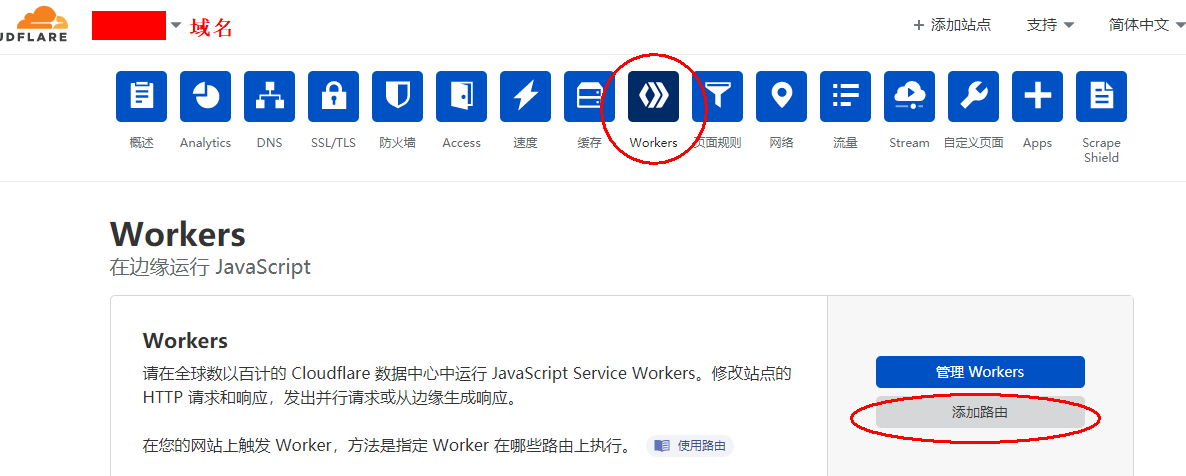 UDFLARE
域名
+ 添加站点 支持 简体中文
概述 Analytics DNS SSL/TLS 防火墙 Access 速度 缓存 Workers 页面规则 网络 流量 Stream 自定义页面 Apps Scrape
Shield
Workers
在边缘运行 JavaScript
Workers
请在全球数以百计的 Cloudflare 数据中心中运行 JavaScript Service Workers。修改站点的
HTTP 请求和响应，发出并行请求或从边缘生成响应。
在您的网站上触发 Worker，方法是指定 Worker 在哪些路由上执行。 使用路由
管理 Workers
添加路由